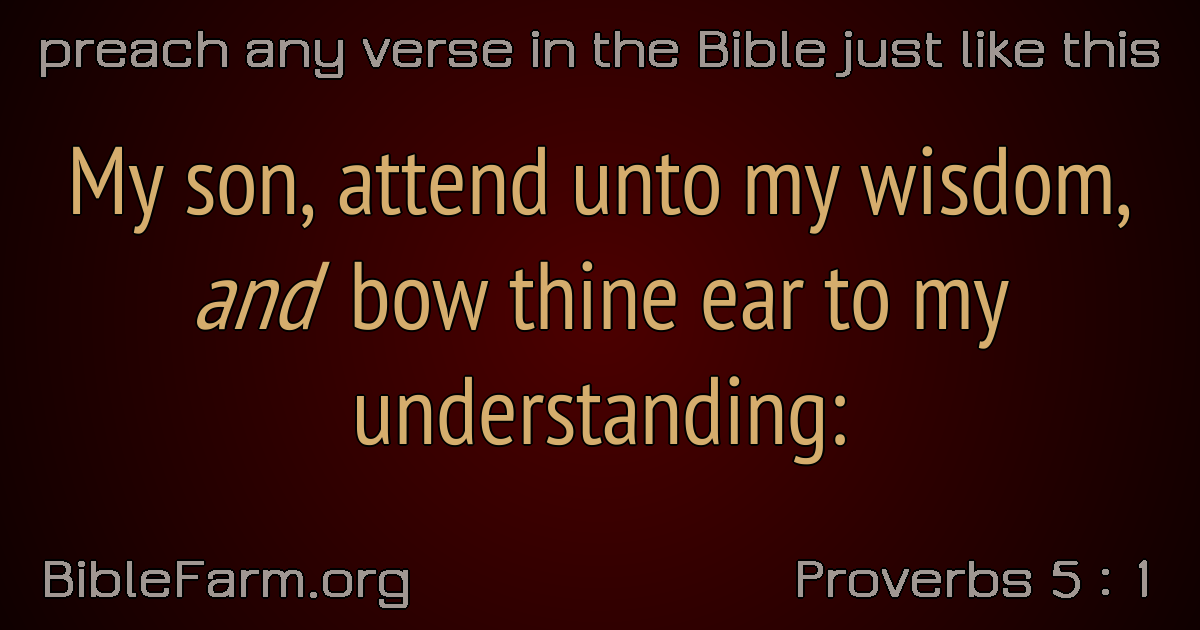 preach any verse in the Bible just like this
My son, attend unto my wisdom,
and bow thine ear to my
understanding:
BibleFarm.org
Proverbs 5 : 1